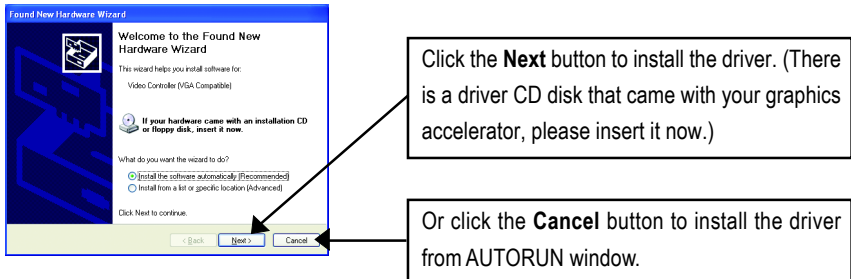 Found New Hardware Wizard
Welcome to the Found New
Hardware Wizard
This wizard helps you install software for:
Video Controller (VGA Compatible)
If your hardware came with an installation CD
or floppy disk, insert it now.
What do you want the wizard to do?
Install the software automatically (Recommended)
Install from a list or specific location (Advanced)
Click Next to continue.
< Back Next > Cancel
Click the Next button to install the driver. (There
is a driver CD disk that came with your graphics
accelerator, please insert it now.)
Or click the Cancel button to install the driver
from AUTORUN window.